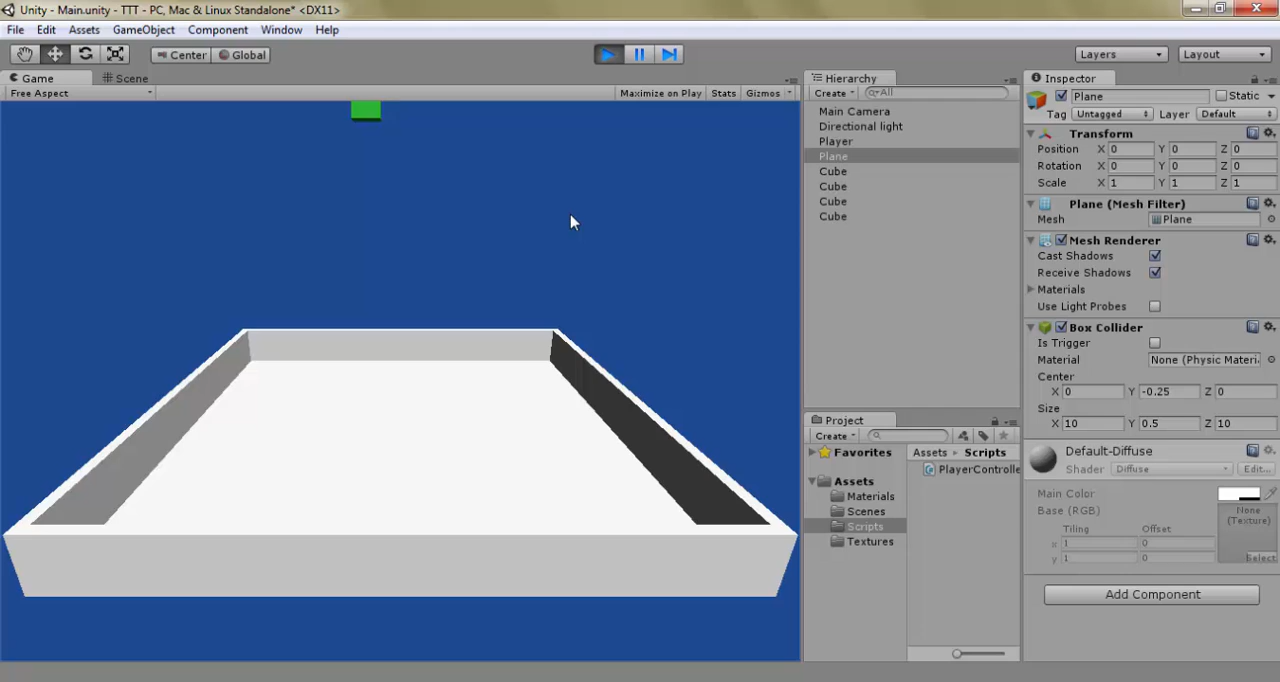 Unity - Main.unity - TTT - PC, Mac & Linux Standalone* <DX11>
File Edit Assets GameObject Component Window Help
Center Global Layers Layout
Game Scene
Free Aspect Maximize on Play Stats Gizmos
Hierarchy
Create All
Main Camera
Directional light
Player
Plane
Cube
Cube
Cube
Cube
Project
Create
Favorites
Assets
Materials
Scenes
Scripts
Textures
Assets Scripts
PlayerControlle
Inspector
Plane Static
Tag Untagged Layer Default
Transform
Position X 0 Y 0 Z 0
Rotation X 0 Y 0 Z 0
Scale X 1 Y 1 Z 1
Plane (Mesh Filter)
Mesh Plane
Mesh Renderer
Cast Shadows
Receive Shadows
Materials
Use Light Probes
Box Collider
Is Trigger
Material None (Physic Materi
Center
X 0 Y -0.25 Z 0
Size
X 10 Y 0.5 Z 10
Default-Diffuse
Shader Diffuse Edit...
Main Color
Base (RGB)
None
(Texture)
Tiling Offset
x 1 0
y 1 0
Select
Add Component